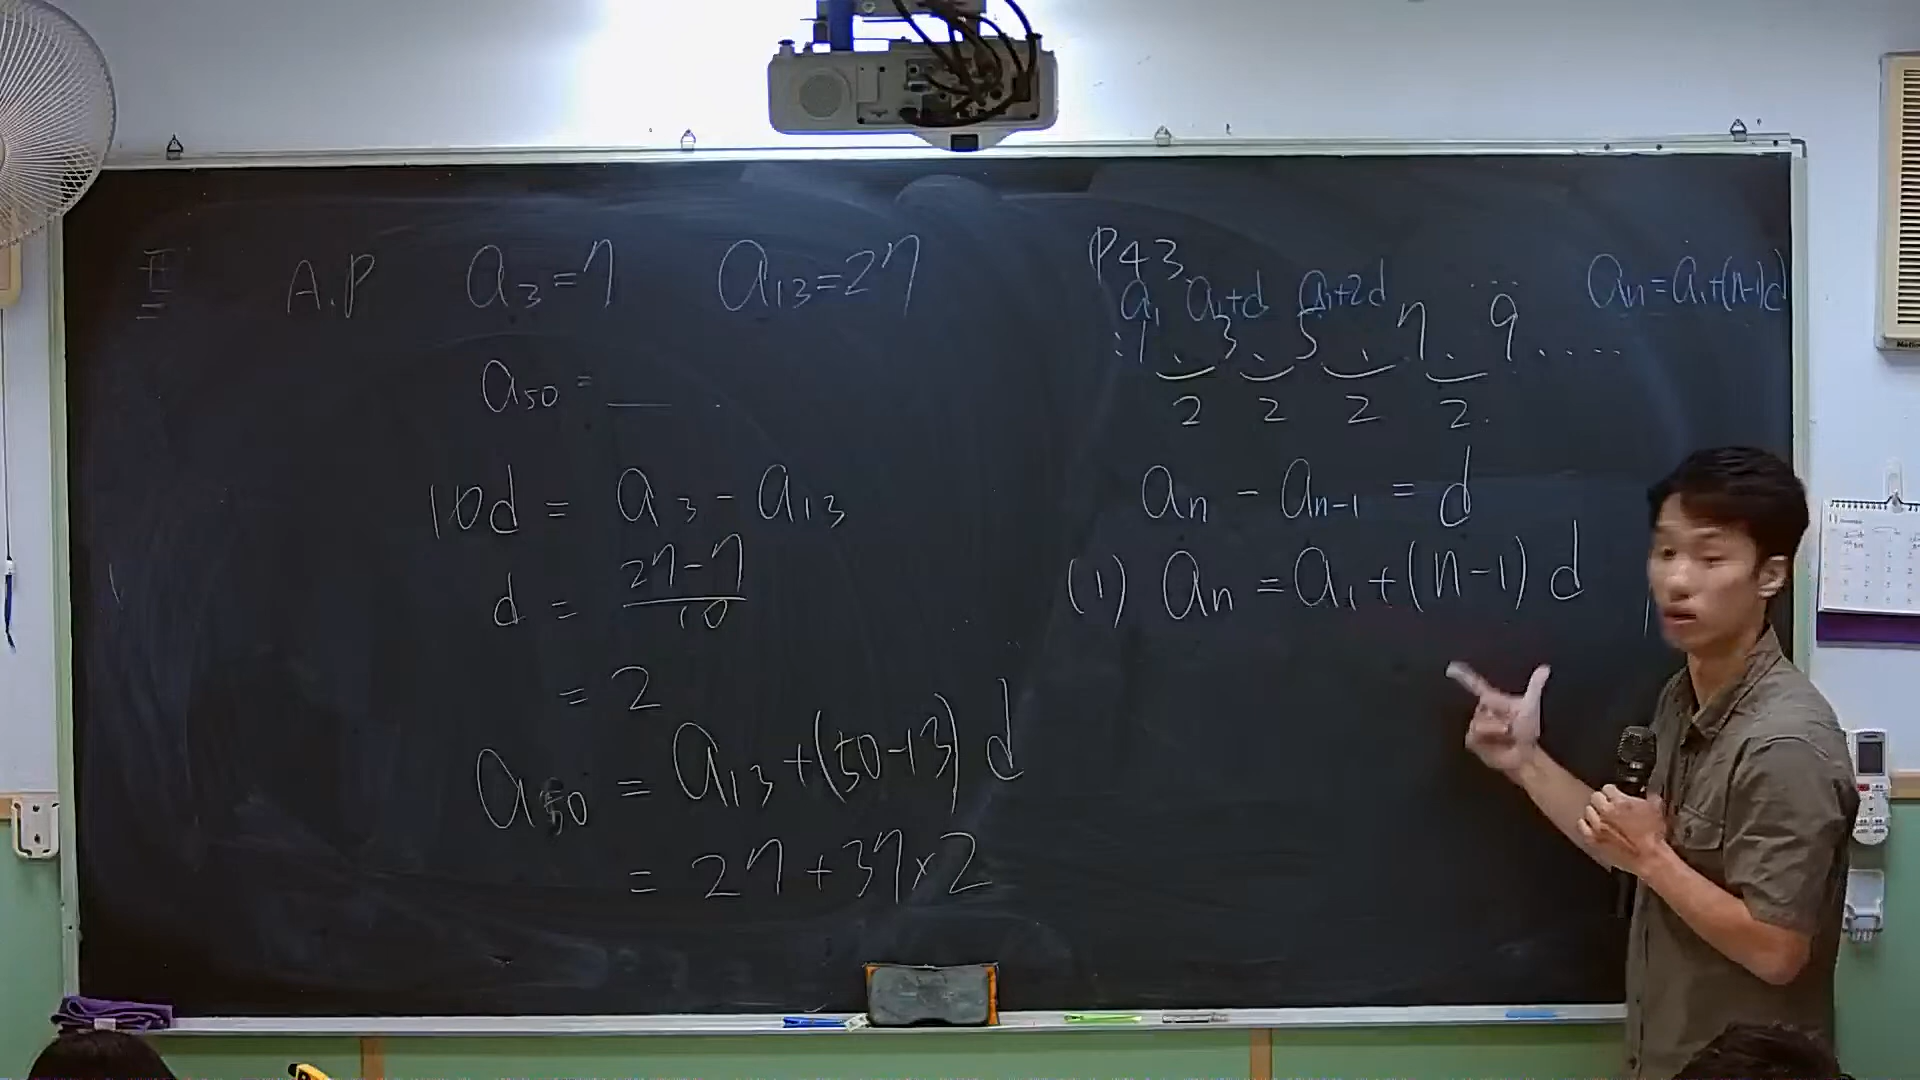 A.P a₃=7 a₁₃=27
a₅₀=__.
10d = a₃ - a₁₃
d = (27-7)/10
= 2
a₅₀ = a₁₃+(50-13)d
= 27+37×2
P43
a₁ a₁+d a₁+2d ... aₙ=a₁+(n-1)d
:1、3、5、7、9.....
2 2 2 2.
aₙ - aₙ₋₁ = d
(1) aₙ = a₁+(n-1)d